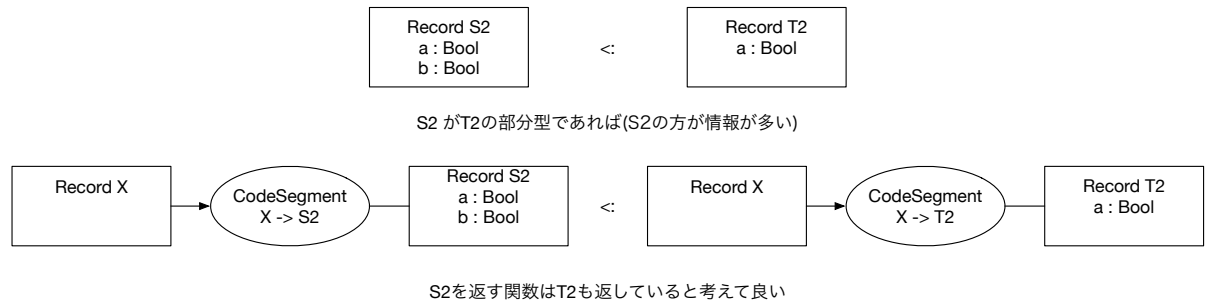 Record S2
a : Bool
b : Bool
<:
Record T2
a : Bool
S2 がT2の部分型であれば(S2の方が情報が多い)
Record X
CodeSegment
X -> S2
Record S2
a : Bool
b : Bool
<:
Record X
CodeSegment
X -> T2
Record T2
a : Bool
S2を返す関数はT2も返していると考えて良い